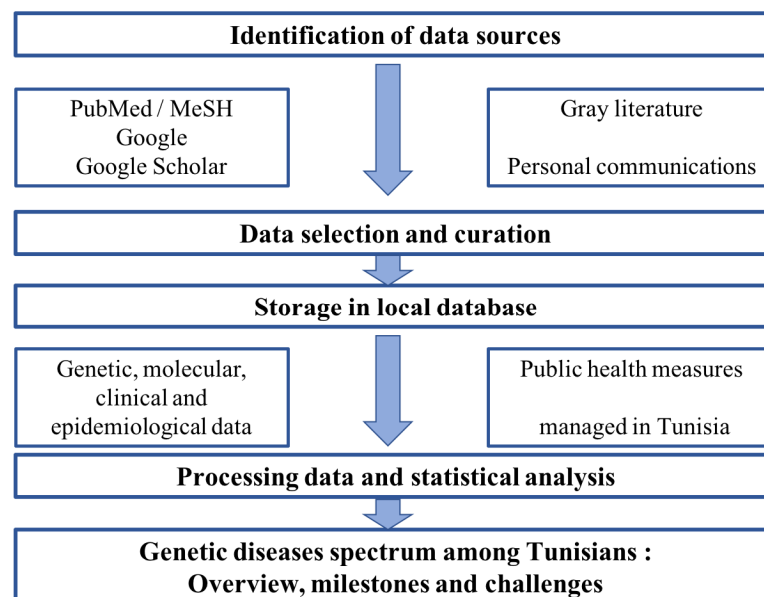 Identification of data sources
PubMed / MeSH
Google
Google Scholar
Gray literature
Personal communications
Data selection and curation
Storage in local database
Genetic, molecular,
clinical and
epidemiological data
Public health measures
managed in Tunisia
Processing data and statistical analysis
Genetic diseases spectrum among Tunisians :
Overview, milestones and challenges